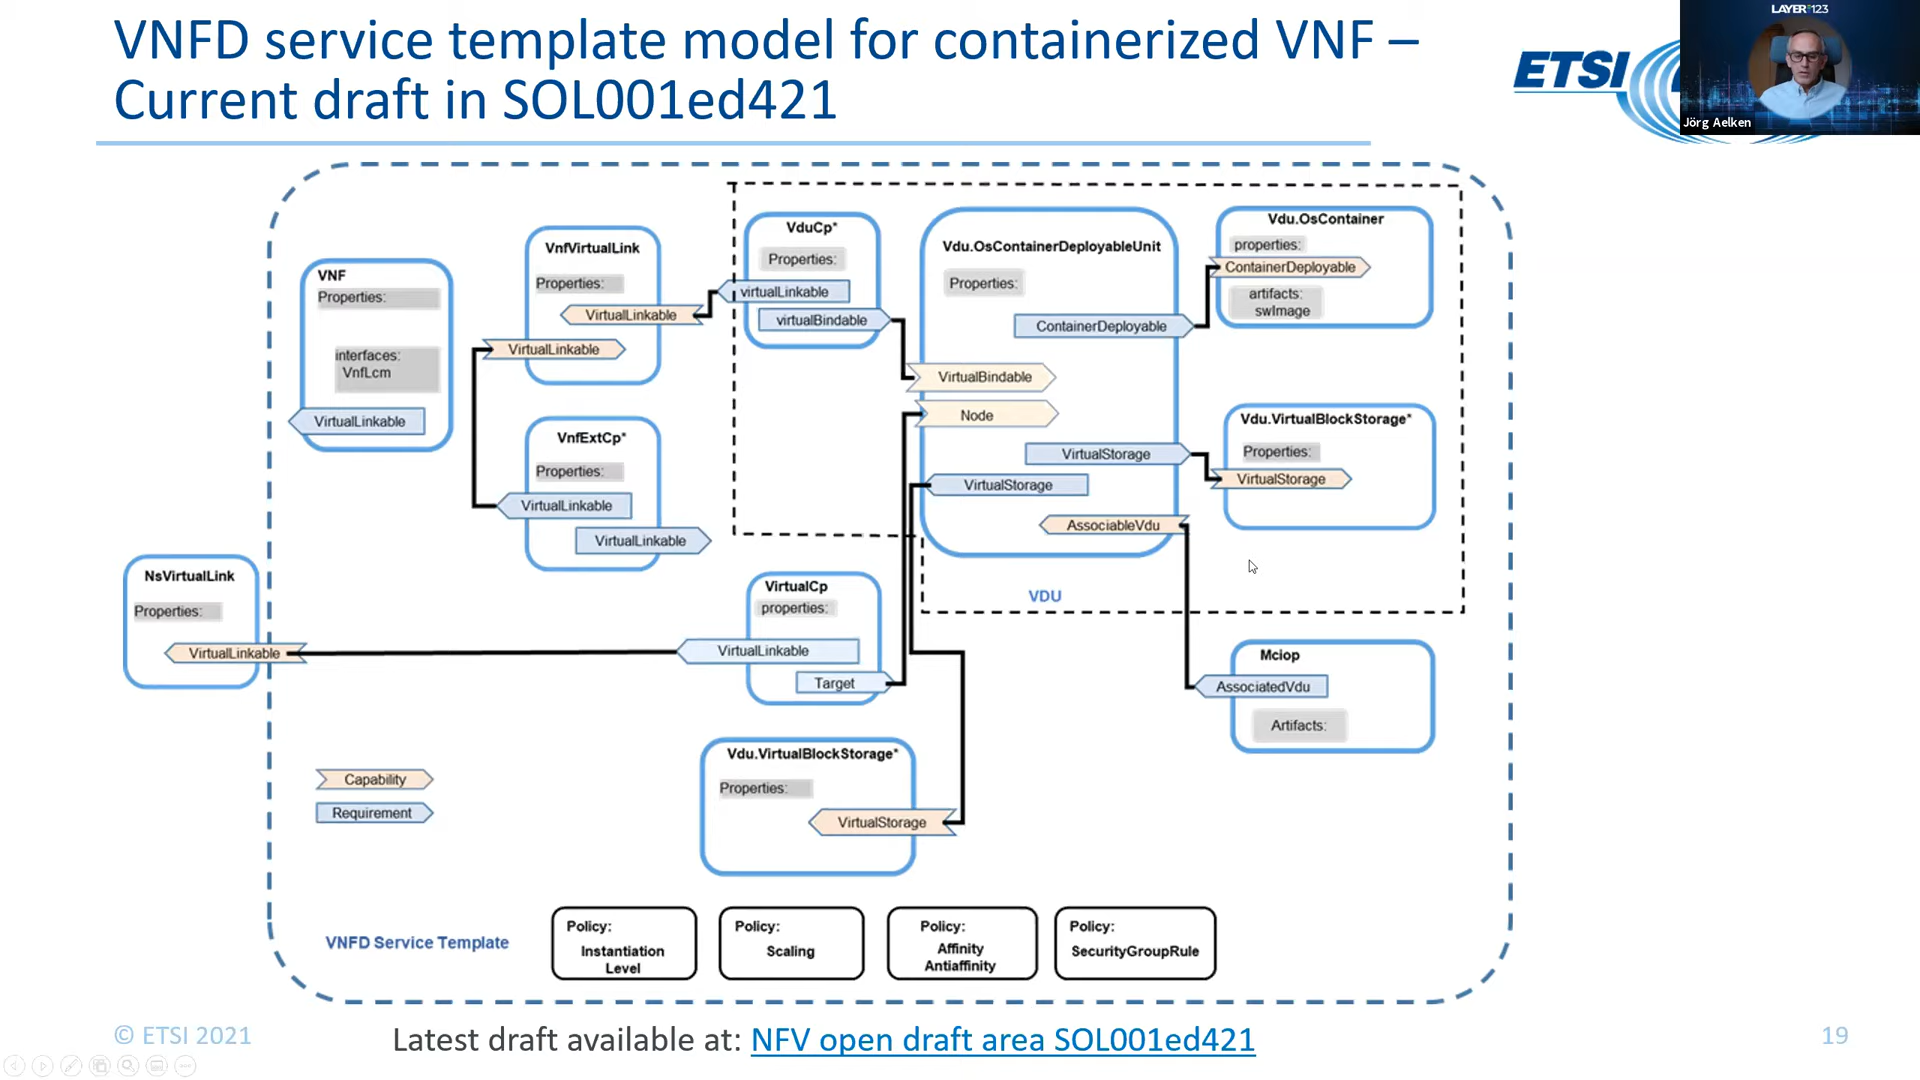 VNFD service template model for containerized VNF –
Current draft in SOL001ed421
ETSI
LAYER123
Jörg Aelken
VNF
Properties:
interfaces:
VnfLcm
VirtualLinkable
VnfVirtualLink
Properties:
VirtualLinkable
VirtualLinkable
VnfExtCp*
Properties:
VirtualLinkable
VirtualLinkable
VduCp*
Properties:
virtualLinkable
virtualBindable
Vdu.OsContainerDeployableUnit
Properties:
ContainerDeployable
VirtualBindable
Node
VirtualStorage
VirtualStorage
AssociableVdu
Vdu.OsContainer
properties:
ContainerDeployable
artifacts:
swImage
Vdu.VirtualBlockStorage*
Properties:
VirtualStorage
VDU
NsVirtualLink
Properties:
VirtualLinkable
VirtualCp
properties:
VirtualLinkable
Target
Mciop
AssociatedVdu
Artifacts:
Vdu.VirtualBlockStorage*
Properties:
VirtualStorage
Capability
Requirement
VNFD Service Template
Policy:
Instantiation
Level
Policy:
Scaling
Policy:
Affinity
Antiaffinity
Policy:
SecurityGroupRule
© ETSI 2021
Latest draft available at: NFV open draft area SOL001ed421
19